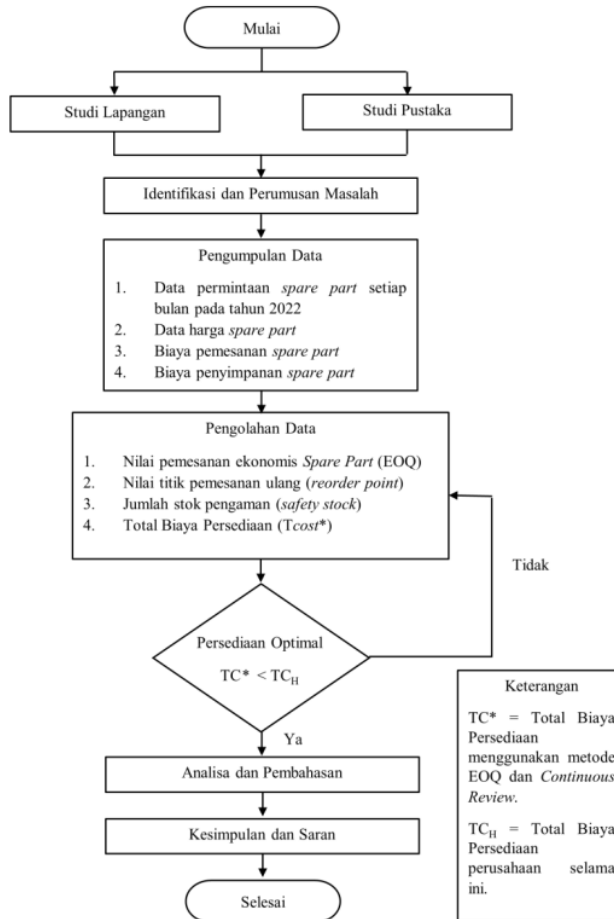 Mulai
Studi Lapangan
Studi Pustaka
Identifikasi dan Perumusan Masalah
Pengumpulan Data
1. Data permintaan spare part setiap
bulan pada tahun 2022
2. Data harga spare part
3. Biaya pemesanan spare part
4. Biaya penyimpanan spare part
Pengolahan Data
1. Nilai pemesanan ekonomis Spare Part (EOQ)
2. Nilai titik pemesanan ulang (reorder point)
3. Jumlah stok pengaman (safety stock)
4. Total Biaya Persediaan (Tcost*)
Tidak
Persediaan Optimal
TC* < TCH
Ya
Analisa dan Pembahasan
Kesimpulan dan Saran
Selesai
Keterangan
TC* = Total Biaya
Persediaan
menggunakan metode
EOQ dan Continuous
Review.
TCH = Total Biaya
Persediaan
perusahaan selama
ini.